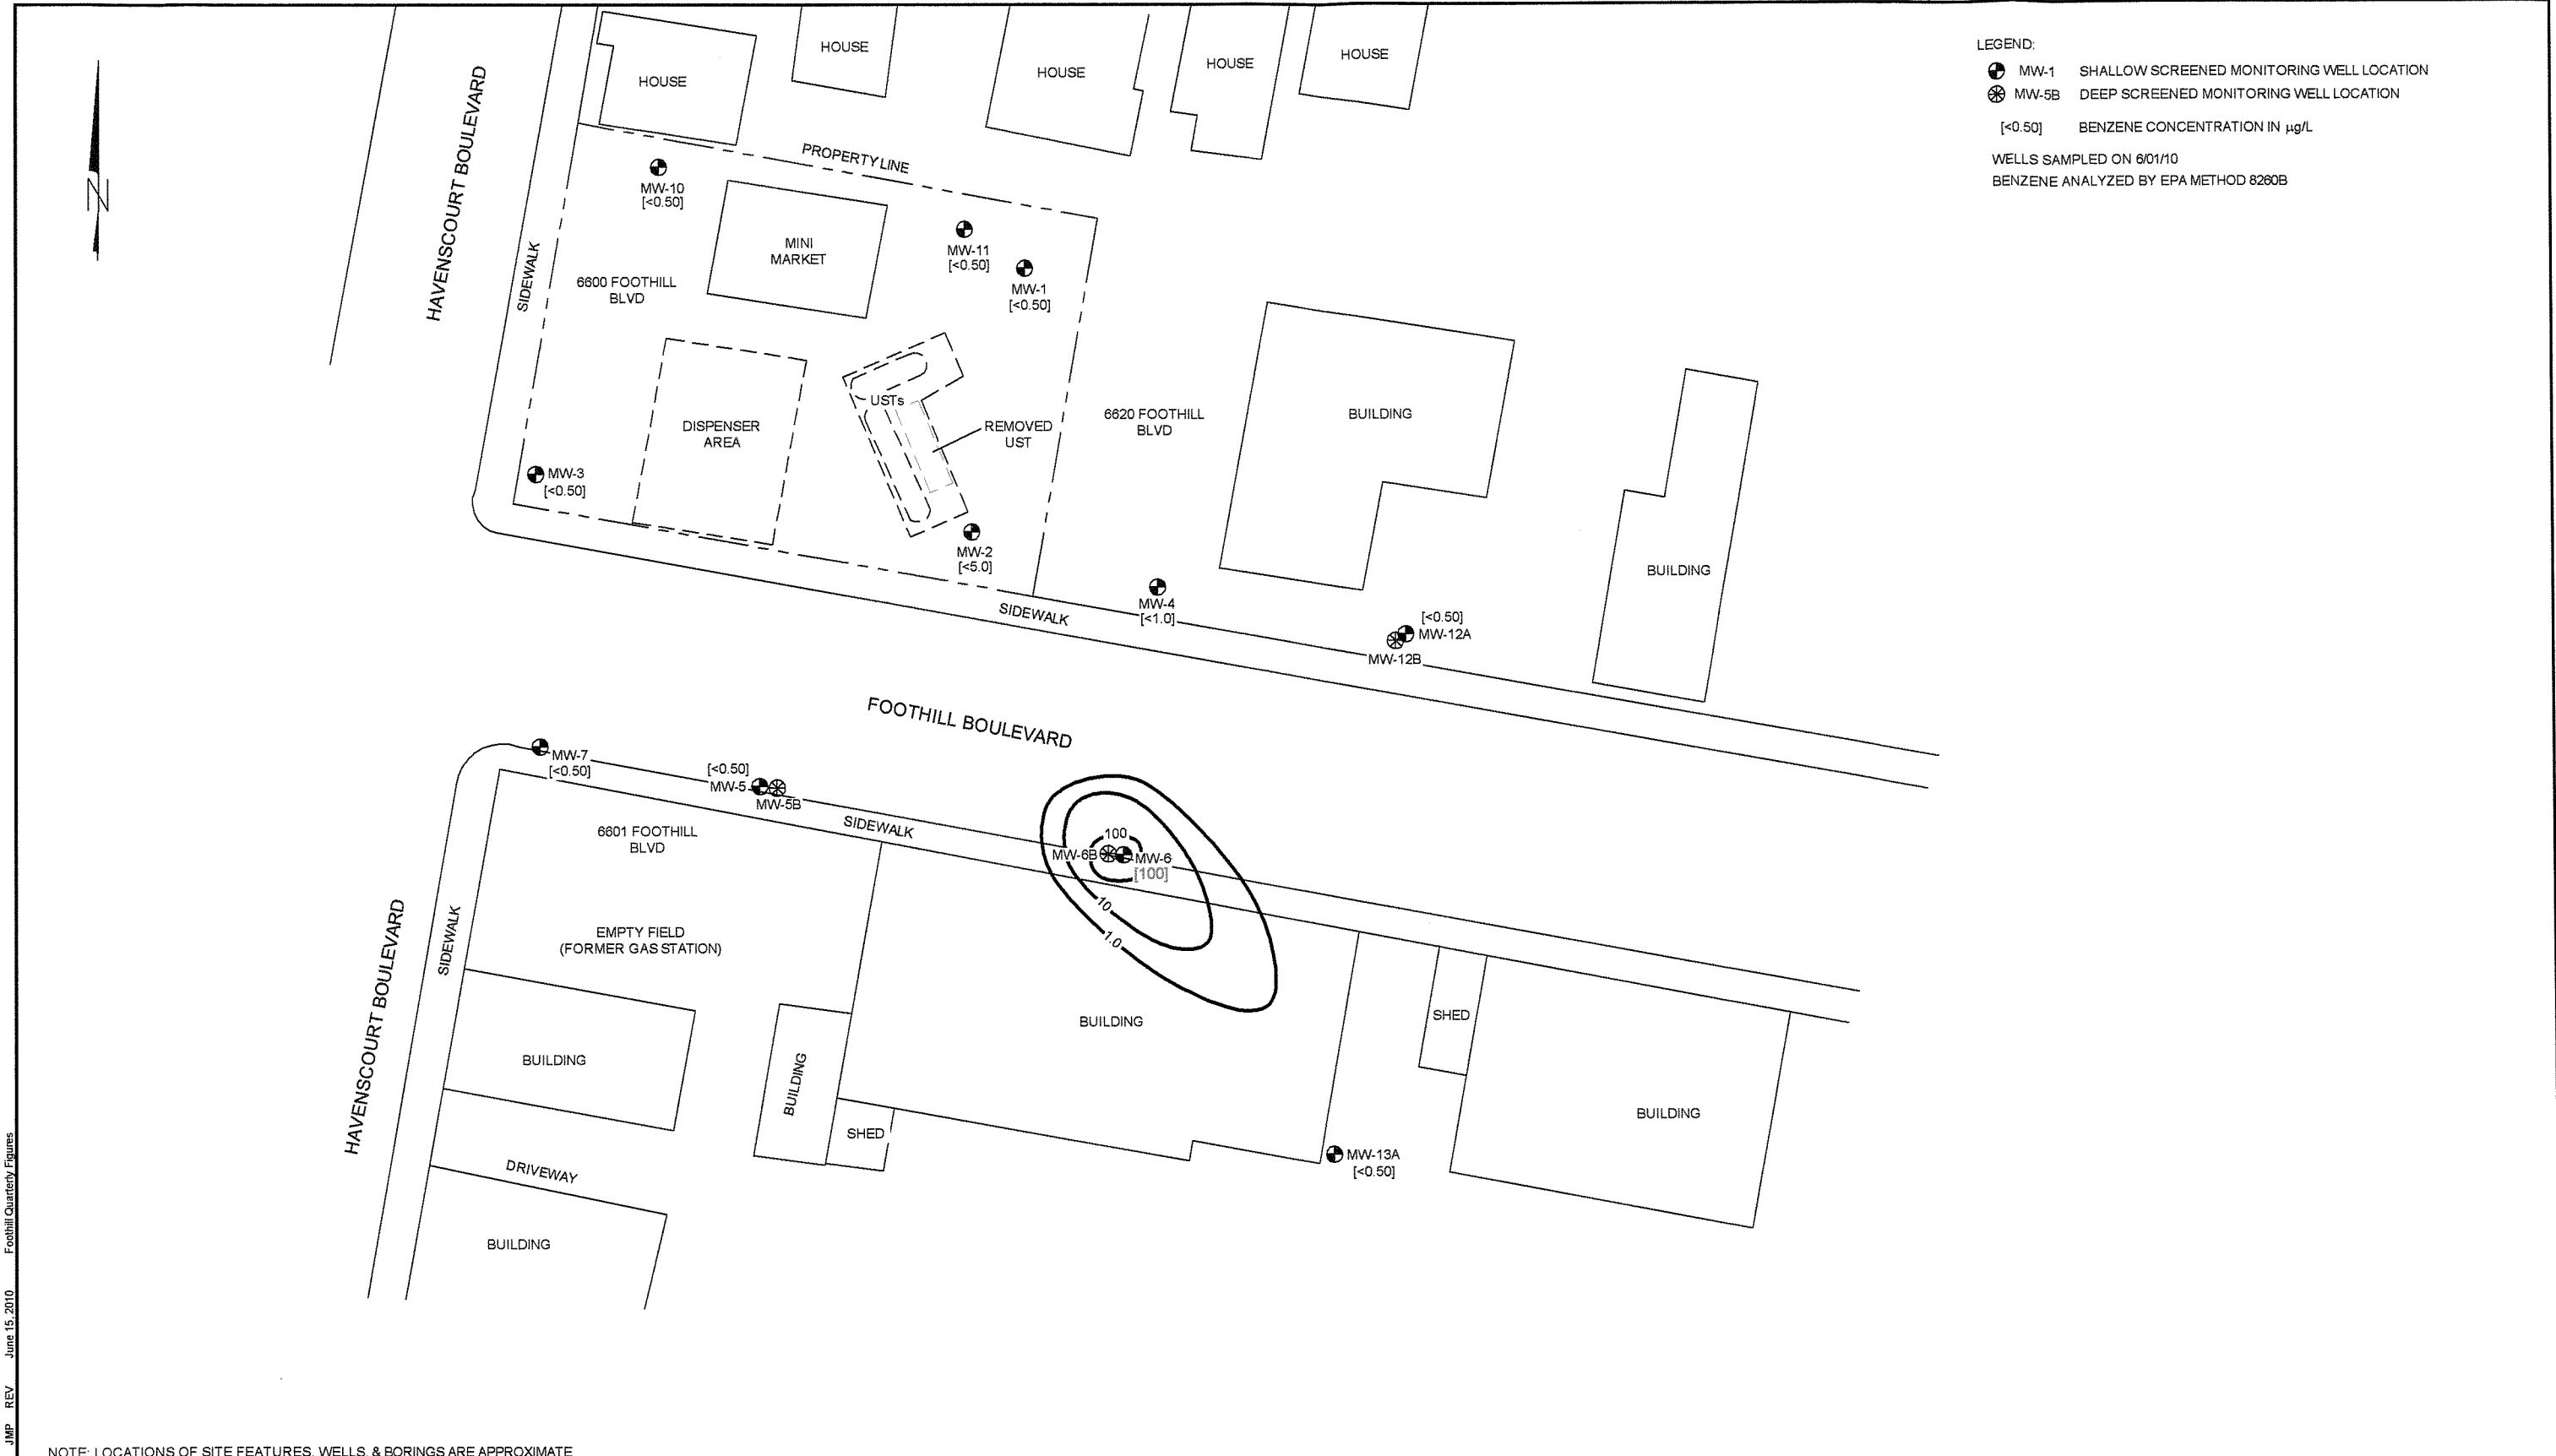 HOUSE
HOUSE
HOUSE
HOUSE
HOUSE
LEGEND:
MW-1 SHALLOW SCREENED MONITORING WELL LOCATION
MW-5B DEEP SCREENED MONITORING WELL LOCATION
[<0.50] BENZENE CONCENTRATION IN µg/L
WELLS SAMPLED ON 6/01/10
BENZENE ANALYZED BY EPA METHOD 8260B
N
HAVENSCOURT BOULEVARD
SIDEWALK
PROPERTY LINE
MW-10
[<0.50]
MINI
MARKET
MW-11
[<0.50]
MW-1
[<0.50]
6600 FOOTHILL
BLVD
USTs
DISPENSER
AREA
REMOVED
UST
6620 FOOTHILL
BLVD
BUILDING
MW-3
[<0.50]
MW-2
[<5.0]
BUILDING
MW-4
[<1.0]
SIDEWALK
[<0.50]
MW-12A
MW-12B
FOOTHILL BOULEVARD
MW-7
[<0.50]
[<0.50]
MW-5
MW-5B
SIDEWALK
6601 FOOTHILL
BLVD
100
MW-6B
MW-6
[100]
10
1.0
EMPTY FIELD
(FORMER GAS STATION)
HAVENSCOURT BOULEVARD
SIDEWALK
BUILDING
BUILDING
BUILDING
SHED
SHED
BUILDING
MW-13A
[<0.50]
DRIVEWAY
BUILDING
JMP REV June 15, 2010 Foothill Quarterly Figures
NOTE: LOCATIONS OF SITE FEATURES, WELLS, & BORINGS ARE APPROXIMATE